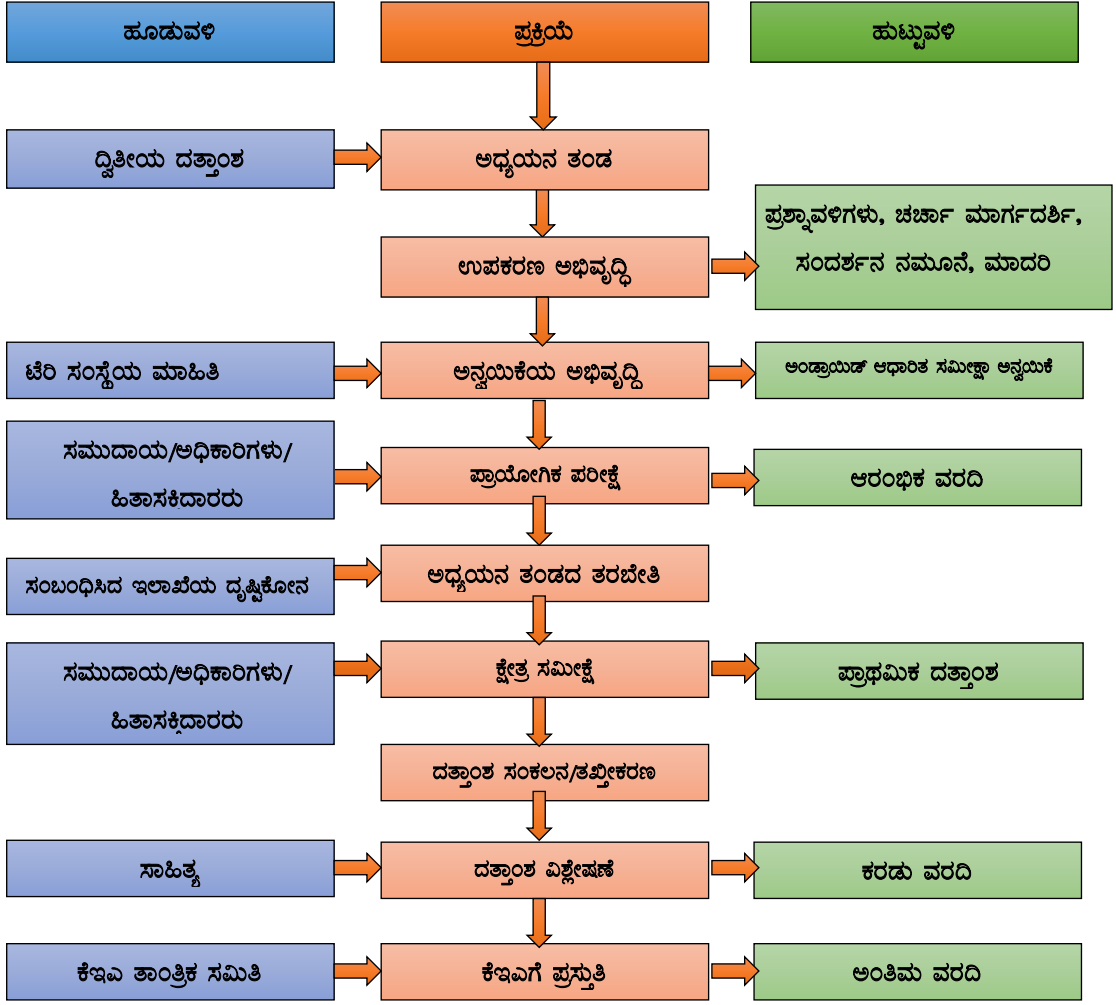 ಹೂಡುವಳಿ
ಪ್ರಕ್ರಿಯೆ
ಹುಟ್ಟುವಳಿ
ದ್ವಿತೀಯ ದತ್ತಾಂಶ
ಅಧ್ಯಯನ ತಂಡ
ಉಪಕರಣ ಅಭಿವೃದ್ಧಿ
ಪ್ರಶ್ನಾವಳಿಗಳು, ಚರ್ಚಾ ಮಾರ್ಗದರ್ಶಿ,
ಸಂದರ್ಶನ ನಮೂನೆ, ಮಾದರಿ
ಟೆರಿ ಸಂಸ್ಥೆಯ ಮಾಹಿತಿ
ಅನ್ವಯಿಕೆಯ ಅಭಿವೃದ್ಧಿ
ಅಂಡ್ರಾಯಿಡ್ ಆಧಾರಿತ ಸಮೀಕ್ಷಾ ಅನ್ವಯಿಕೆ
ಸಮುದಾಯ/ಅಧಿಕಾರಿಗಳು/
ಹಿತಾಸಕ್ತಿದಾರರು
ಪ್ರಾಯೋಗಿಕ ಪರೀಕ್ಷೆ
ಆರಂಭಿಕ ವರದಿ
ಸಂಬಂಧಿಸಿದ ಇಲಾಖೆಯ ದೃಷ್ಟಿಕೋನ
ಅಧ್ಯಯನ ತಂಡದ ತರಬೇತಿ
ಸಮುದಾಯ/ಅಧಿಕಾರಿಗಳು/
ಹಿತಾಸಕ್ತಿದಾರರು
ಕ್ಷೇತ್ರ ಸಮೀಕ್ಷೆ
ಪ್ರಾಥಮಿಕ ದತ್ತಾಂಶ
ದತ್ತಾಂಶ ಸಂಕಲನ/ತಖ್ತೀಕರಣ
ಸಾಹಿತ್ಯ
ದತ್ತಾಂಶ ವಿಶ್ಲೇಷಣೆ
ಕರಡು ವರದಿ
ಕೆಇಎ ತಾಂತ್ರಿಕ ಸಮಿತಿ
ಕೆಇಎಗೆ ಪ್ರಸ್ತುತಿ
ಅಂತಿಮ ವರದಿ